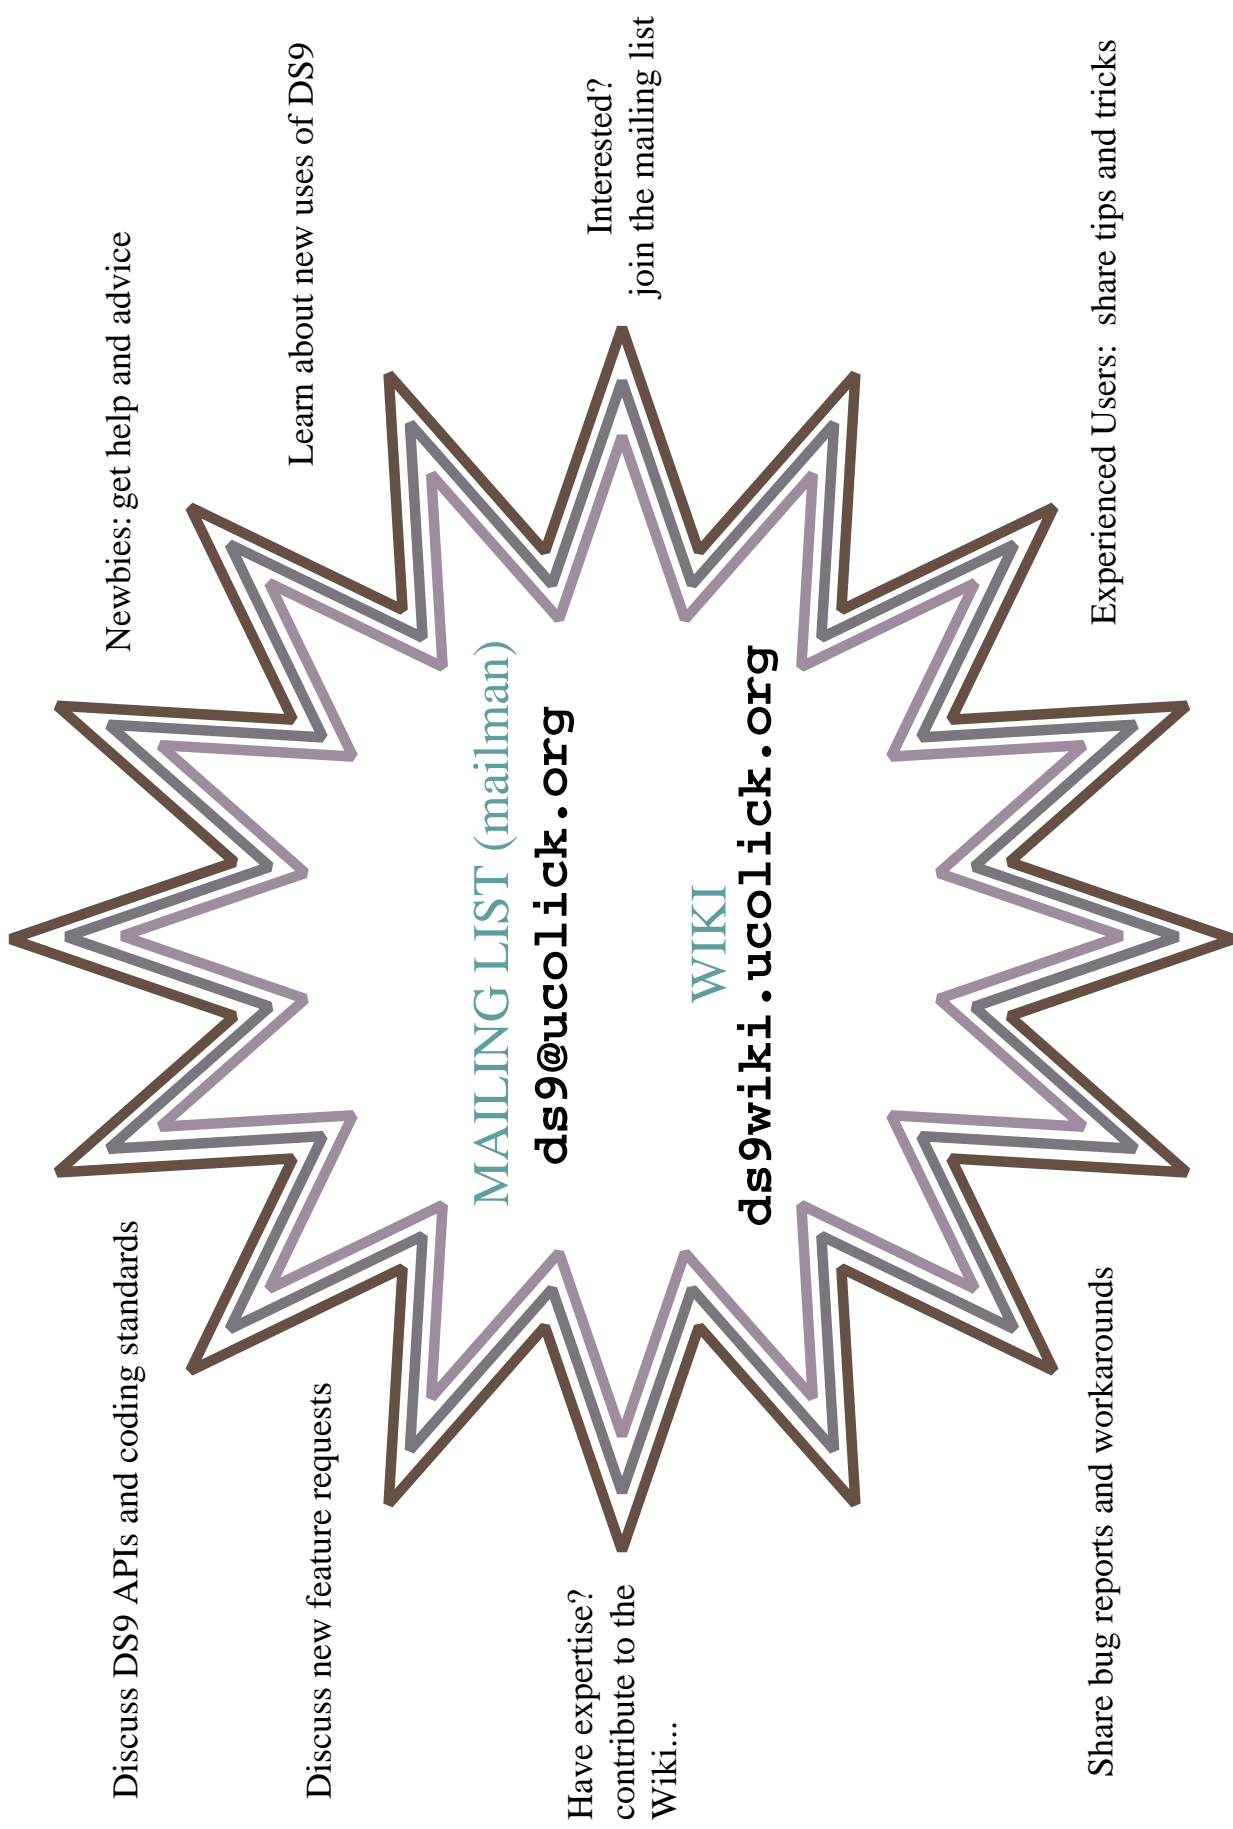 Discuss DS9 APIs and coding standards
Newbies: get help and advice
Discuss new feature requests
Learn about new uses of DS9
MAILING LIST (mailman)
ds9@ucolick.org
Have expertise?
contribute to the
Wiki...
Interested?
join the mailing list
WIKI
ds9wiki.ucolick.org
Share bug reports and workarounds
Experienced Users:  share tips and tricks